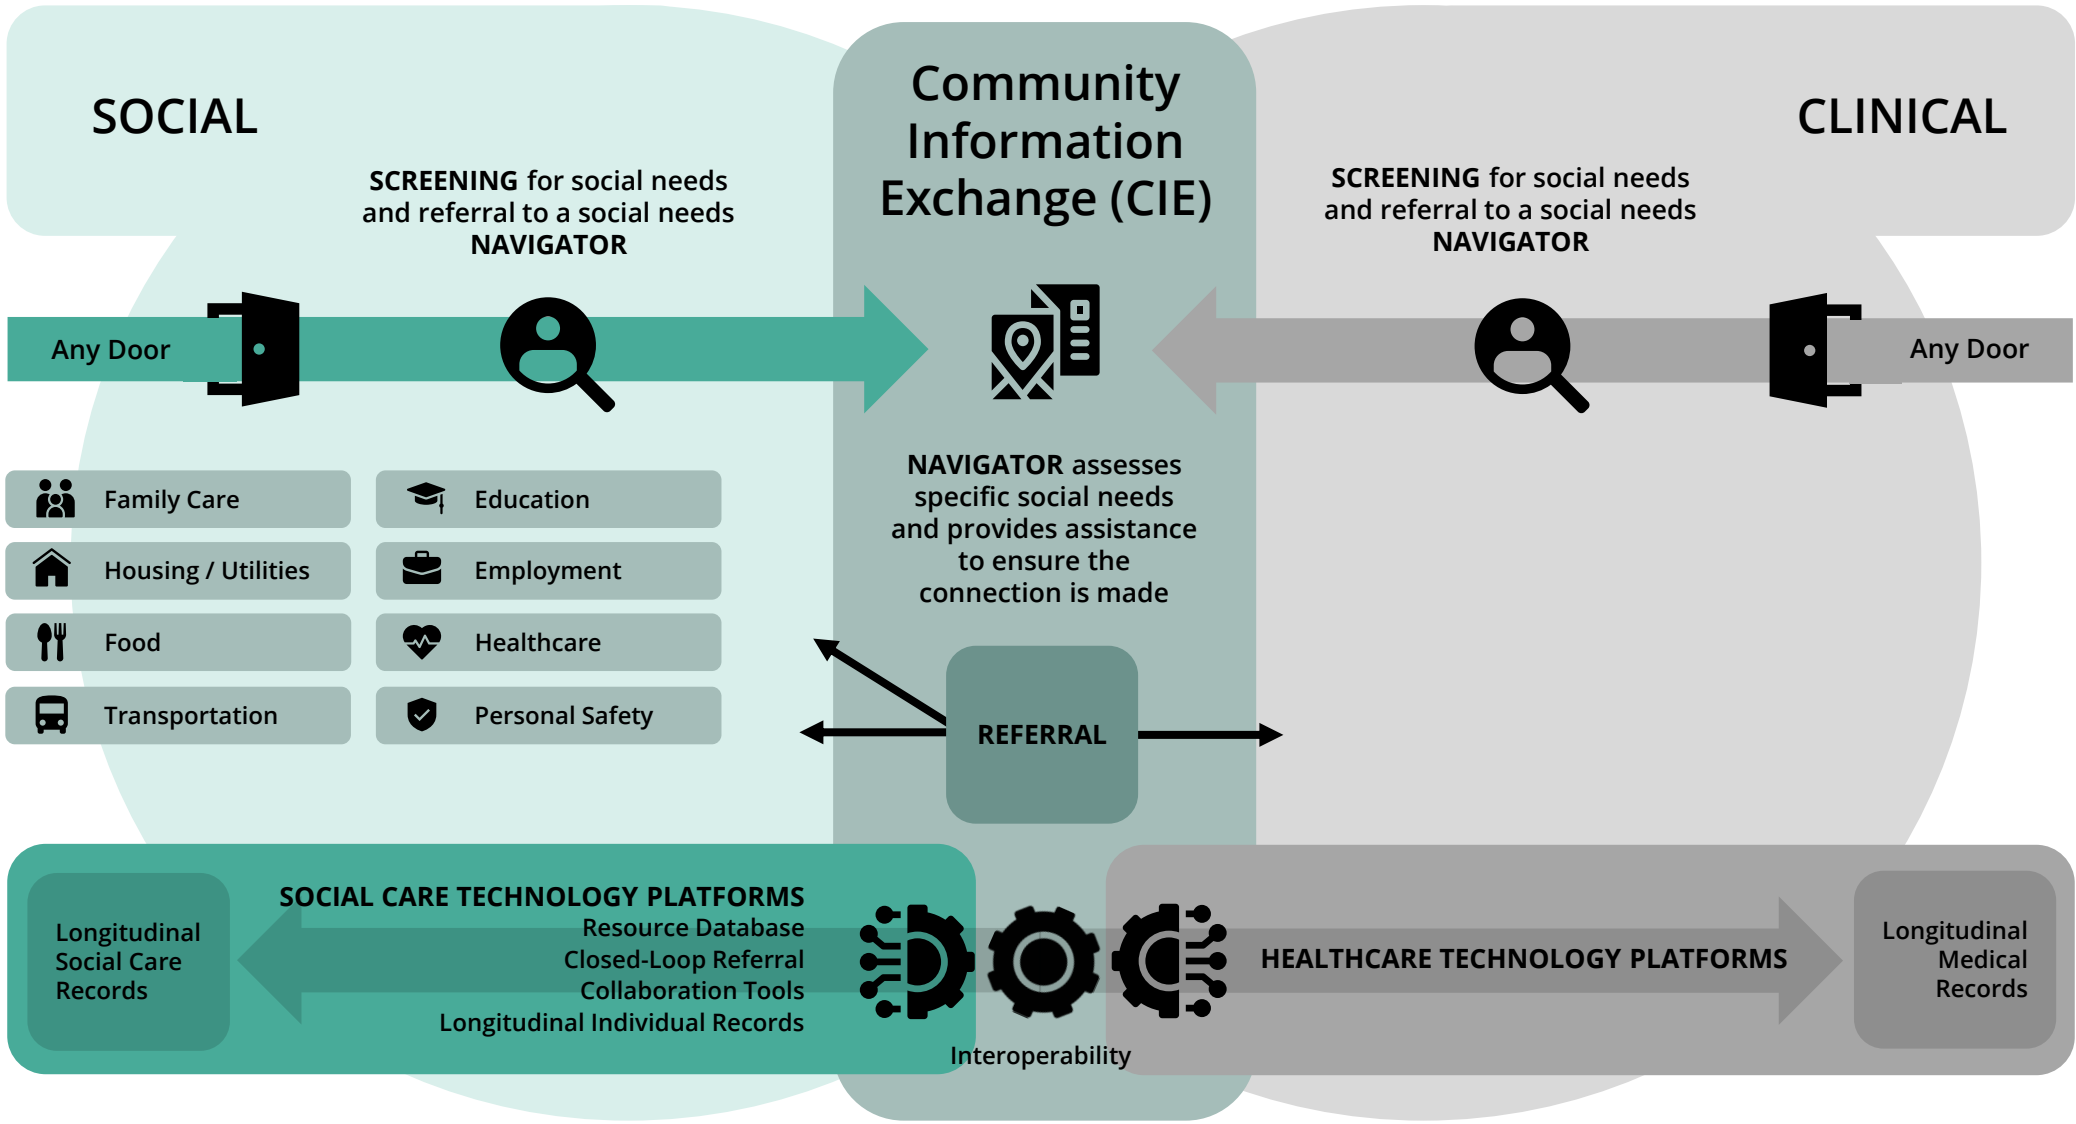 SOCIAL
Community
Information
Exchange (CIE)
CLINICAL
SCREENING for social needs
and referral to a social needs
NAVIGATOR
SCREENING for social needs
and referral to a social needs
NAVIGATOR
Any Door
Any Door
Family Care
Education
Housing / Utilities
Employment
Food
Healthcare
Transportation
Personal Safety
NAVIGATOR assesses
specific social needs
and provides assistance
to ensure the
connection is made
REFERRAL
Longitudinal
Social Care
Records
SOCIAL CARE TECHNOLOGY PLATFORMS
Resource Database
Closed-Loop Referral
Collaboration Tools
Longitudinal Individual Records
Interoperability
HEALTHCARE TECHNOLOGY PLATFORMS
Longitudinal
Medical
Records